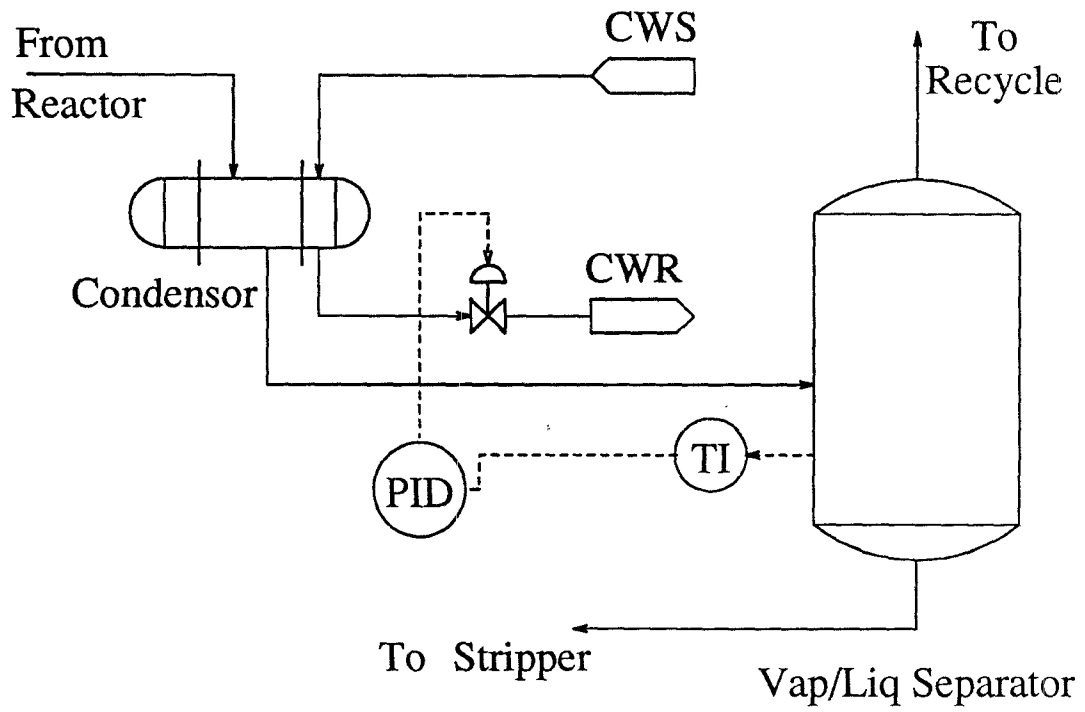 From
Reactor
CWS
To
Recycle
Condensor
CWR
PID
TI
To Stripper
Vap/Liq Separator